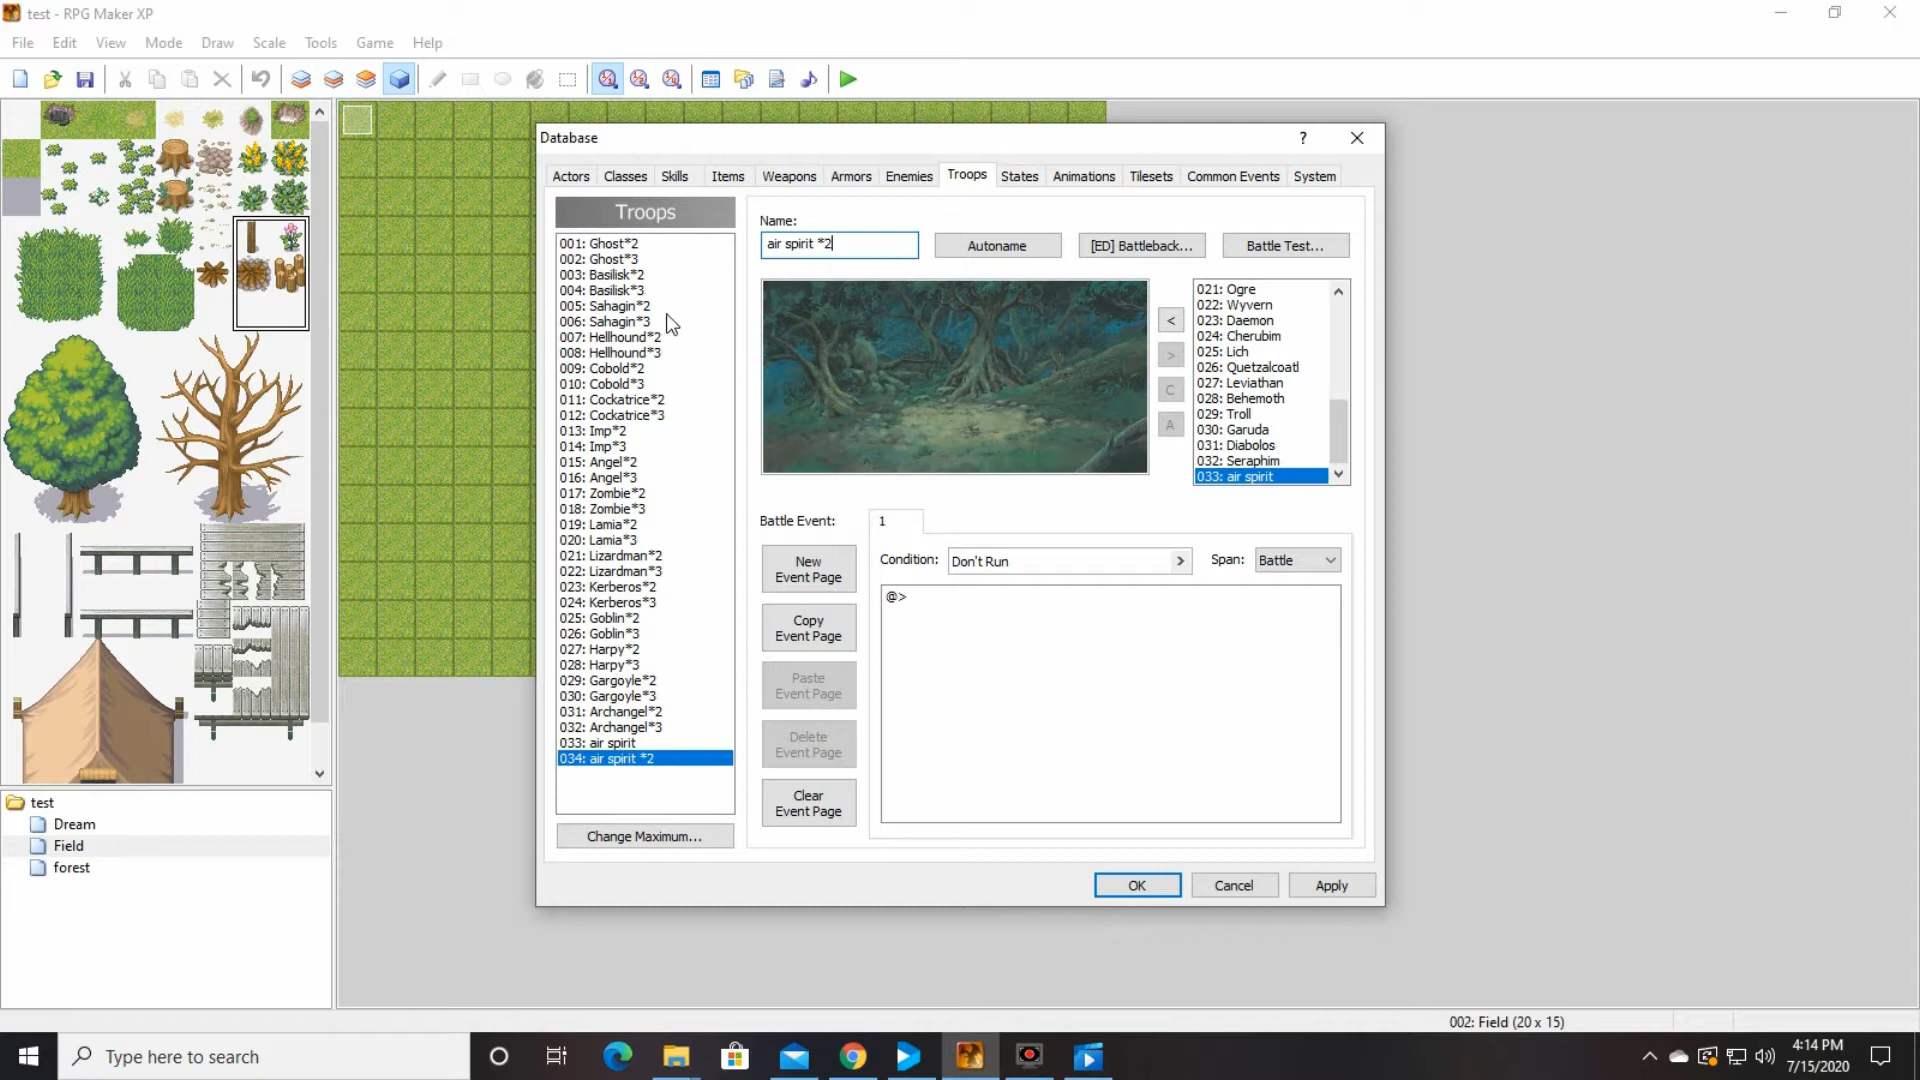 test - RPG Maker XP
File Edit View Mode Draw Scale Tools Game Help
Database
?
Actors Classes Skills Items Weapons Armors Enemies Troops States Animations Tilesets Common Events System
Troops
001: Ghost*2
002: Ghost*3
003: Basilisk*2
004: Basilisk*3
005: Sahagin*2
006: Sahagin*3
007: Hellhound*2
008: Hellhound*3
009: Cobold*2
010: Cobold*3
011: Cockatrice*2
012: Cockatrice*3
013: Imp*2
014: Imp*3
015: Angel*2
016: Angel*3
017: Zombie*2
018: Zombie*3
019: Lamia*2
020: Lamia*3
021: Lizardman*2
022: Lizardman*3
023: Kerberos*2
024: Kerberos*3
025: Goblin*2
026: Goblin*3
027: Harpy*2
028: Harpy*3
029: Gargoyle*2
030: Gargoyle*3
031: Archangel*2
032: Archangel*3
033: air spirit
034: air spirit *2
Change Maximum...
Name:
air spirit *2
Autoname
[ED] Battleback...
Battle Test...
<
>
C
A
021: Ogre
022: Wyvern
023: Daemon
024: Cherubim
025: Lich
026: Quetzalcoatl
027: Leviathan
028: Behemoth
029: Troll
030: Garuda
031: Diabolos
032: Seraphim
033: air spirit
Battle Event:
1
New
Event Page
Copy
Event Page
Paste
Event Page
Delete
Event Page
Clear
Event Page
Condition: Don't Run > Span: Battle
@>
OK Cancel Apply
test
Dream
Field
forest
002: Field (20 x 15)
Type here to search
4:14 PM
7/15/2020